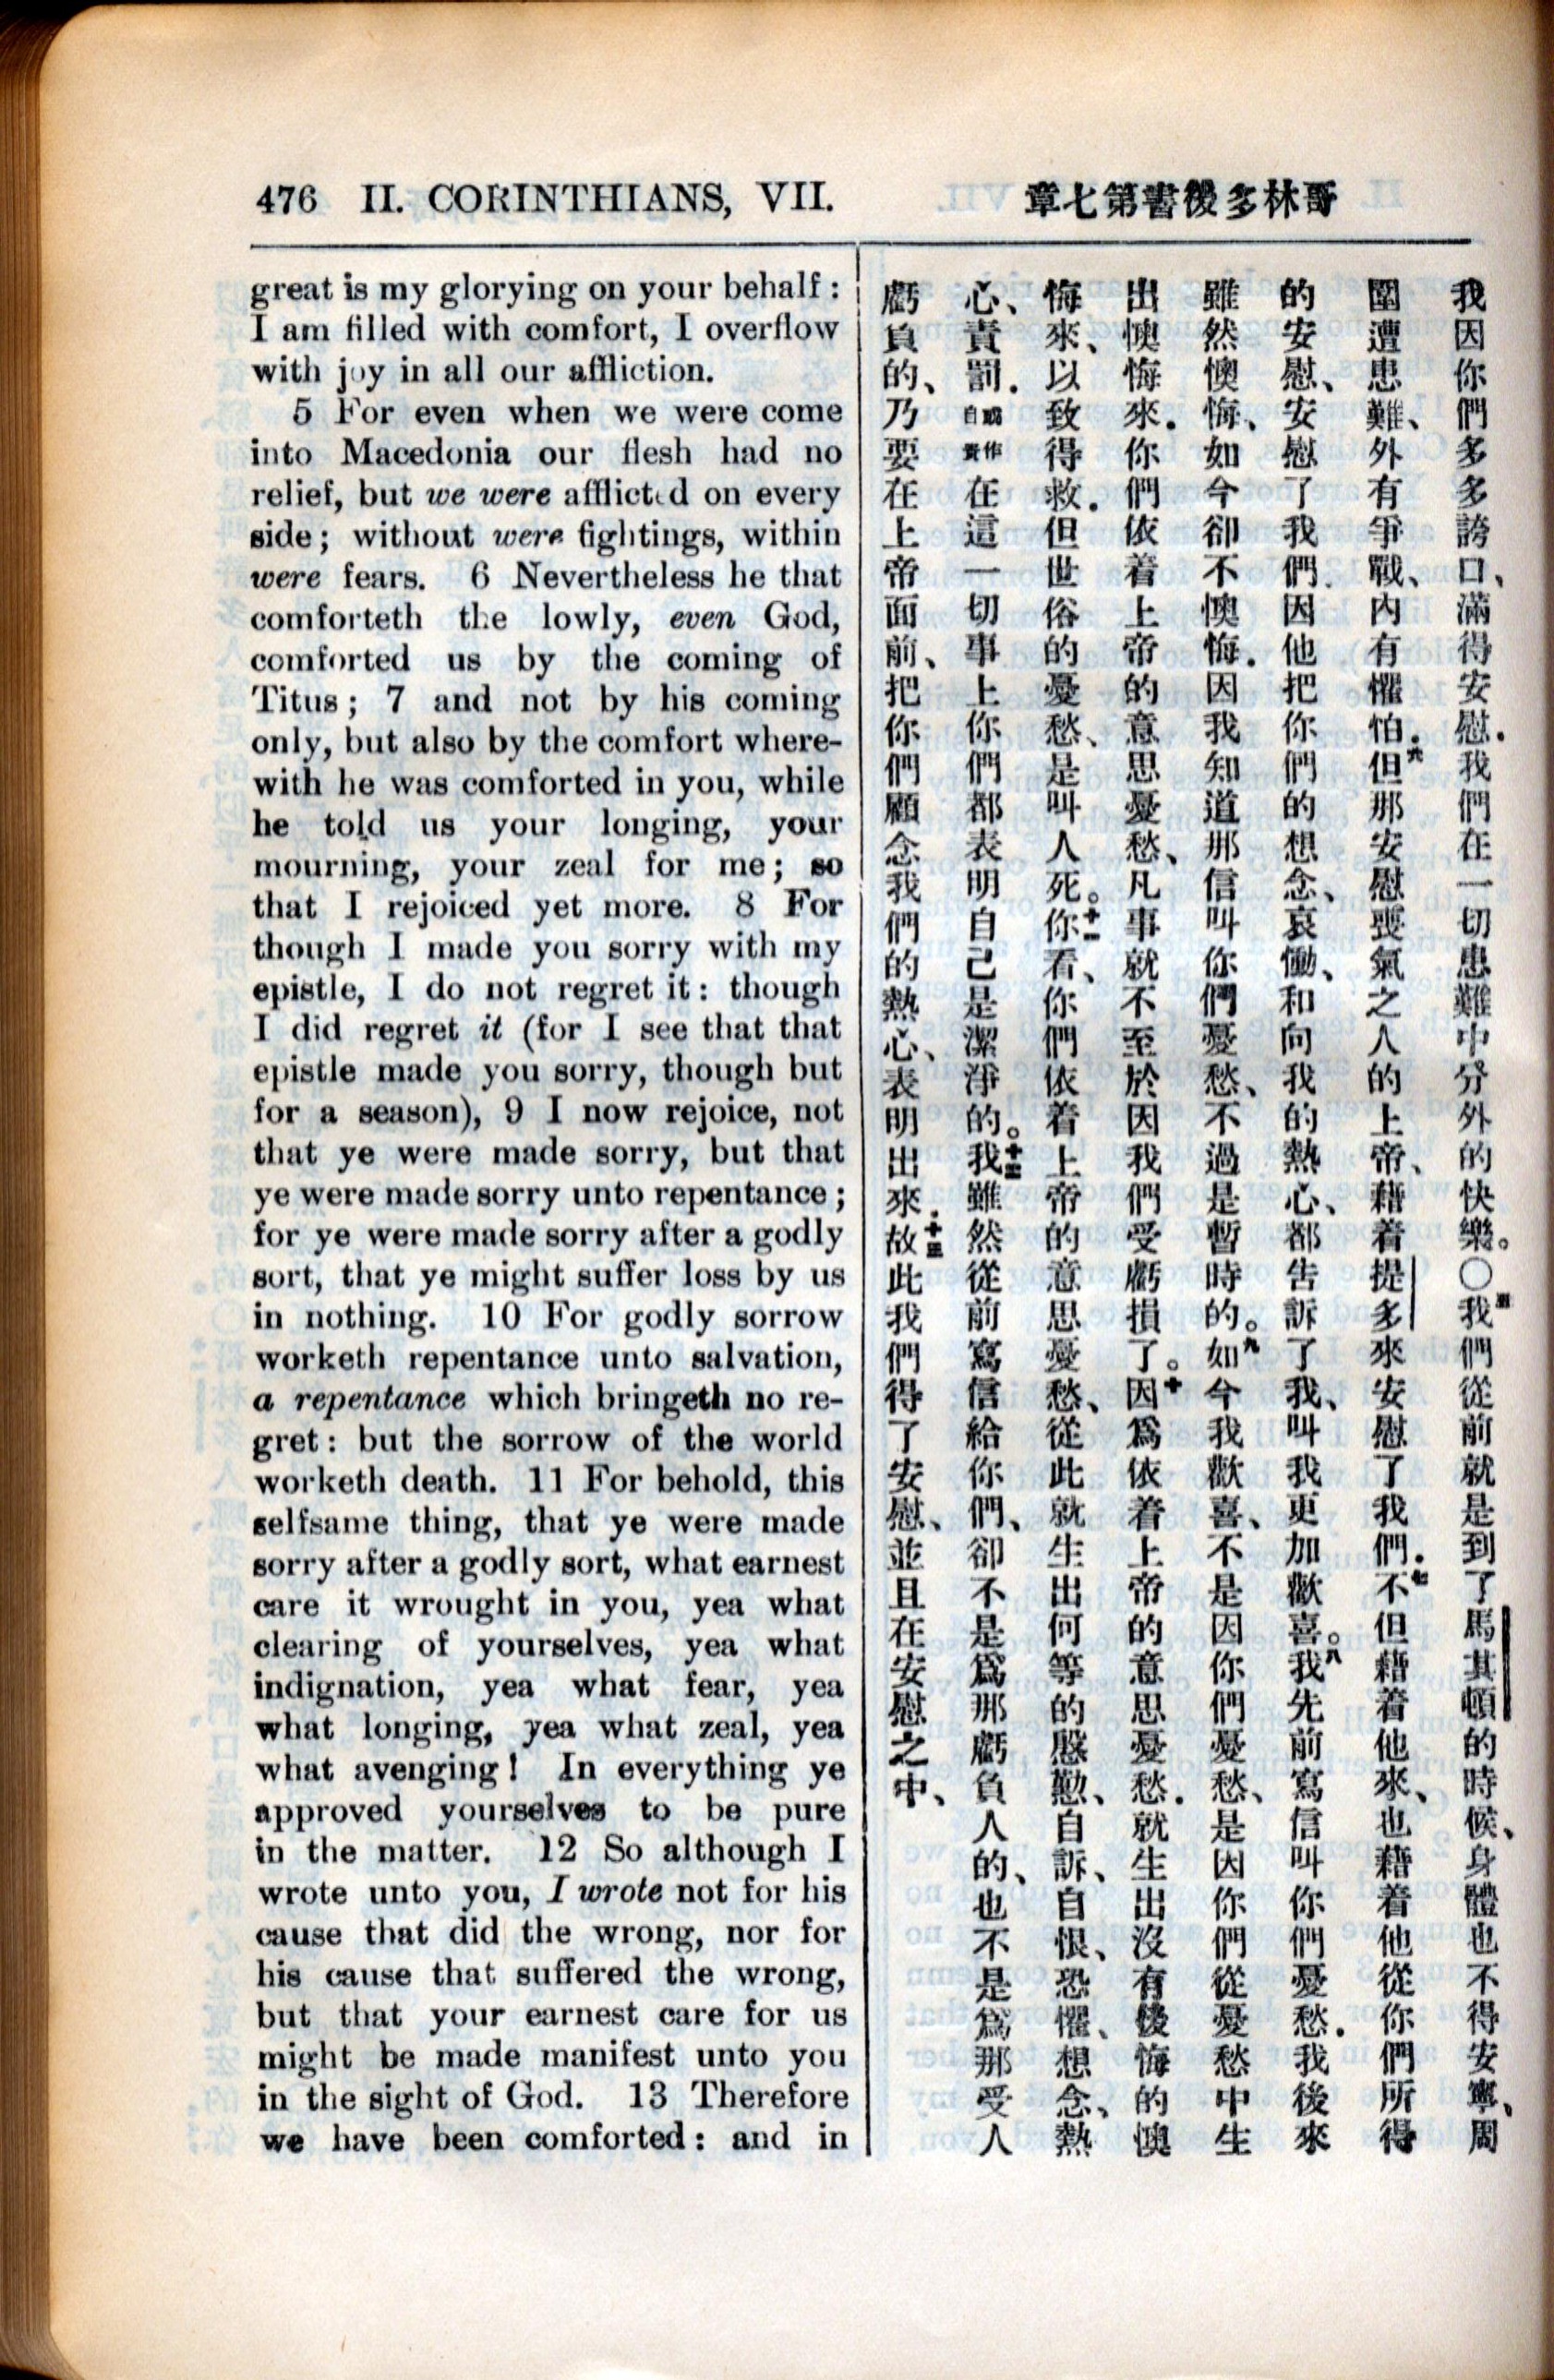 476 II. CORINTHIANS, VII.
great is my glorying on your behalf :
I am filled with comfort, I overflow
with joy in all our affliction.
5 For even when we were come
into Macedonia our flesh had no
relief, but we were afflicted on every
side; without were fightings, within
were fears. 6 Nevertheless he that
comforteth the lowly, even God,
comforted us by the coming of
Titus; 7 and not by his coming
only, but also by the comfort where-
with he was comforted in you, while
he told us your longing, your
mourning, your zeal for me; so
that I rejoiced yet more. 8 For
though I made you sorry with my
epistle, I do not regret it: though
I did regret it (for I see that that
epistle made you sorry, though but
for a season), 9 I now rejoice, not
that ye were made sorry, but that
ye were made sorry unto repentance;
for ye were made sorry after a godly
sort, that ye might suffer loss by us
in nothing. 10 For godly sorrow
worketh repentance unto salvation,
a repentance which bringeth no re-
gret: but the sorrow of the world
worketh death. 11 For behold, this
selfsame thing, that ye were made
sorry after a godly sort, what earnest
care it wrought in you, yea what
clearing of yourselves, yea what
indignation, yea what fear, yea
what longing, yea what zeal, yea
what avenging! In everything ye
approved yourselves to be pure
in the matter. 12 So although I
wrote unto you, I wrote not for his
cause that did the wrong, nor for
his cause that suffered the wrong,
but that your earnest care for us
might be made manifest unto you
in the sight of God. 13 Therefore
we have been comforted: and in
哥林多後書第七章
我因你們多多誇口、滿得安慰.我們在一切患難中分外的快樂。○我五們從前就是到了馬其頓的時候、身體也不得安寧、周
圍遭患難、外有爭戰、內有懼怕.但六那安慰喪氣之人的上帝、藉着提多來安慰了我們.不七但藉着他來、也藉着他從你們所得
的安慰、安慰了我們.因他把你們的想念、哀慟、和向我的熱心、都告訴了我、叫我更加歡喜。我八先前寫信叫你們憂愁.我後來
雖然懊悔、如今卻不懊悔.因我知道那信叫你們憂愁、不過是暫時的。如九今我歡喜、不是因你們憂愁、是因你們從憂愁中生
出懊悔來.你們依着上帝的意思憂愁、凡事就不至於因我們受虧損了。因十爲依着上帝的意思憂愁.就生出沒有後悔的懊
悔來、以致得救.但世俗的憂愁、是叫人死。你十一看、你們依着上帝的意思憂愁、從此就生出何等的慇懃、自訴、自恨、恐懼、想念、熱
心、責罰.或作自責在這一切事上你們都表明自己是潔淨的。我十二雖然從前寫信給你們、卻不是爲那虧負人的、也不是爲那受人
虧負的、乃要在上帝面前、把你們顧念我們的熱心、表明出來.故十三此我們得了安慰、並且在安慰之中、